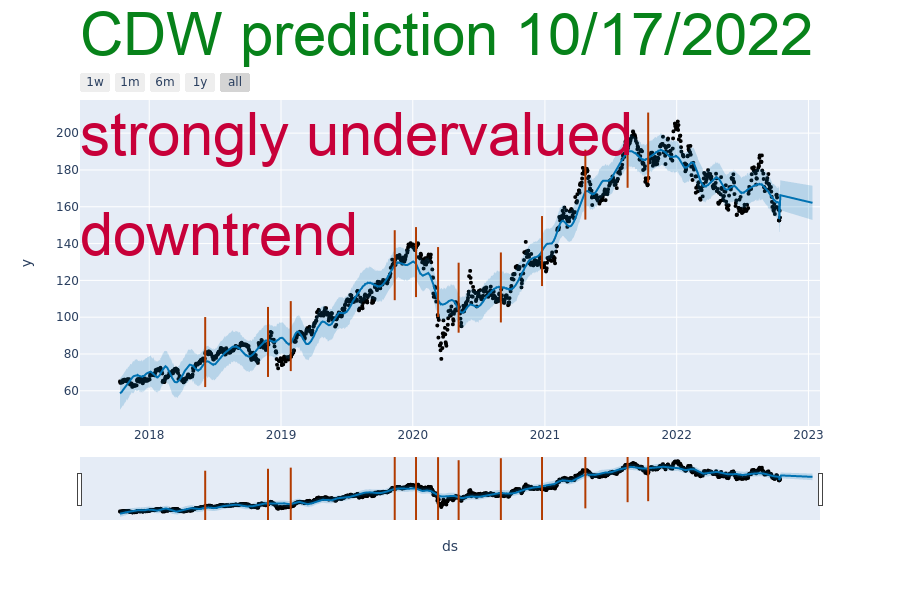 CDW prediction 10/17/2022
1w 1m 6m 1y all
strongly undervalued
downtrend
200
180
160
140
120
100
80
60
y
2018 2019 2020 2021 2022 2023
ds